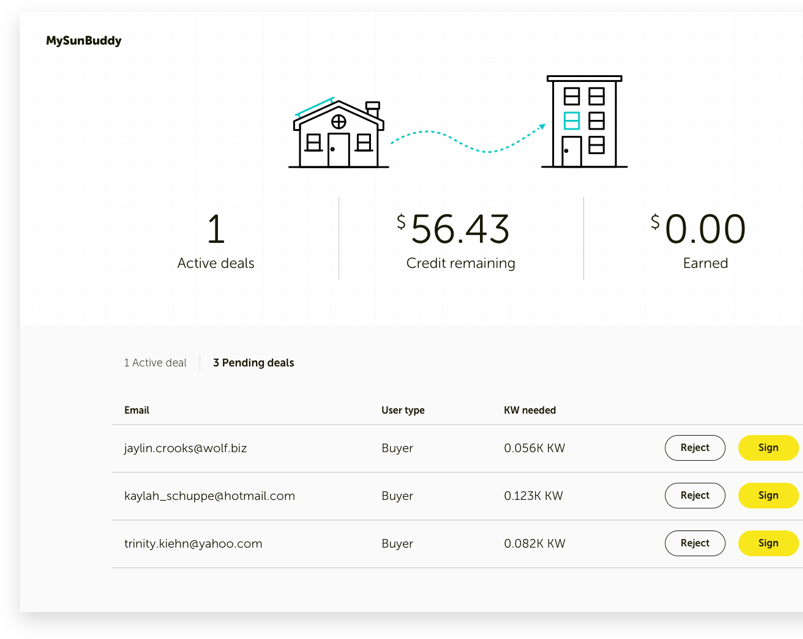 MySunBuddy
1 $56.43 $0.00
Active deals Credit remaining Earned
1 Active deal 3 Pending deals
Email User type KW needed
jaylin.crooks@wolf.biz Buyer 0.056K KW Reject Sign
kaylah_schuppe@hotmail.com Buyer 0.123K KW Reject Sign
trinity.kiehn@yahoo.com Buyer 0.082K KW Reject Sign